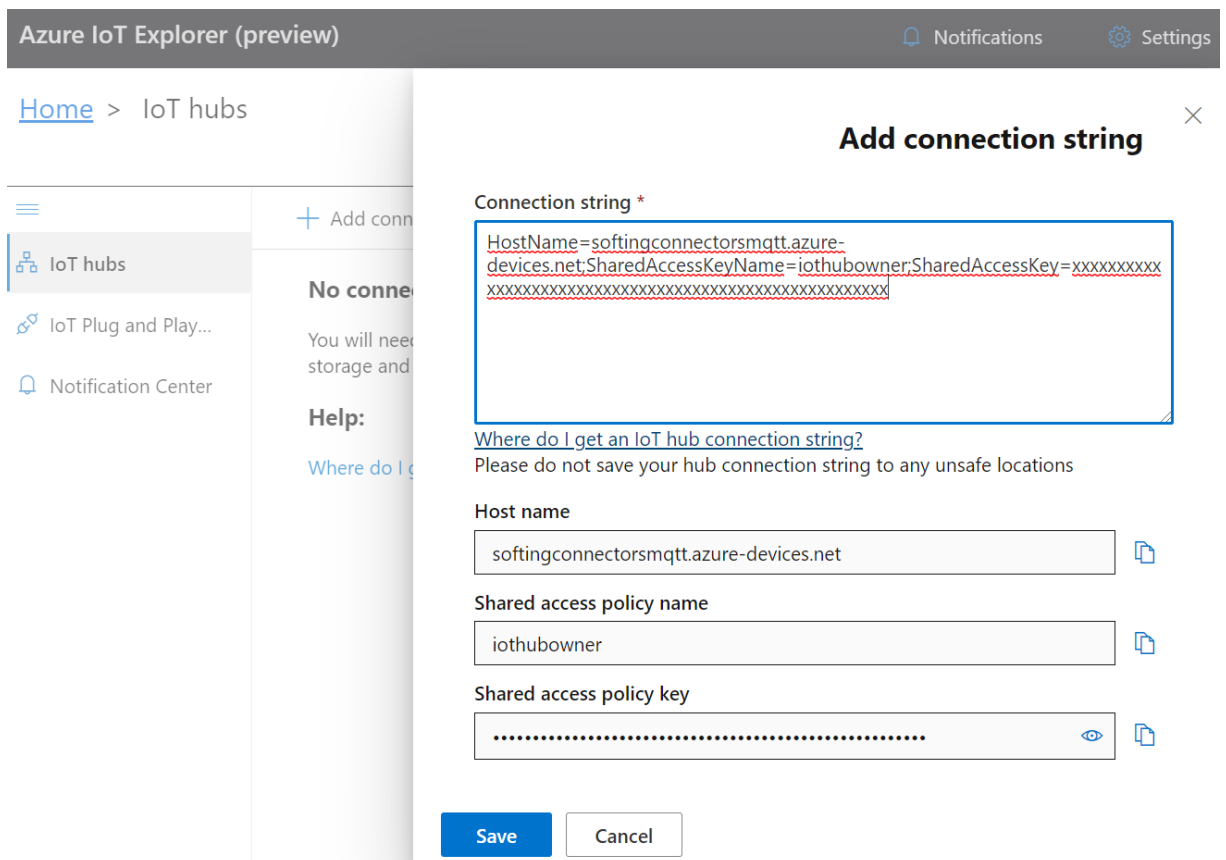 Azure IoT Explorer (preview)
Notifications
Settings
Home > IoT hubs
IoT hubs
IoT Plug and Play...
Notification Center
Add conn
No conne
You will need
storage and
Help:
Where do I g
Add connection string
Connection string *
HostName=softingconnectorsmqtt.azure-
devices.net;SharedAccessKeyName=iothubowner;SharedAccessKey=xxxxxxxxxx
xxxxxxxxxxxxxxxxxxxxxxxxxxxxxxxxxxxxxxxxxxxxx
Where do I get an IoT hub connection string?
Please do not save your hub connection string to any unsafe locations
Host name
softingconnectorsmqtt.azure-devices.net
Shared access policy name
iothubowner
Shared access policy key
••••••••••••••••••••••••••••••••••••••••••••••••••••••
Save
Cancel